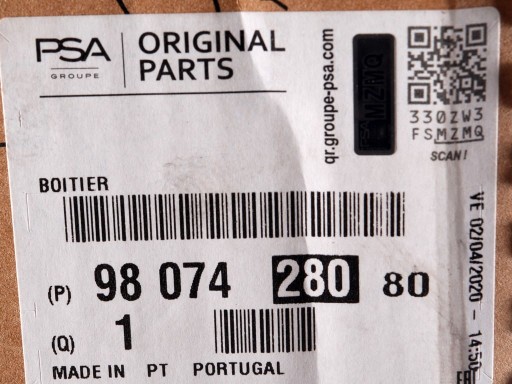 PSA
GROUPE
ORIGINAL
PARTS
qr.groupe-psa.com
MZMQ
330ZW3
FSMZMQ
SCAN!
BOITIER
(P) 98 074 280 80
(Q) 1
MADE IN PT PORTUGAL
VE 02/04/2020 - 14:50